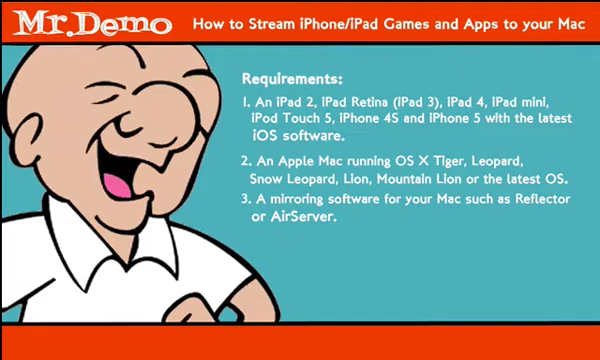 Mr.Demo How to Stream iPhone/iPad Games and Apps to your Mac
Requirements:
1. An iPad 2, iPad Retina (iPad 3), iPad 4, iPad mini,
iPod Touch 5, iPhone 4S and iPhone 5 with the latest
iOS software.
2. An Apple Mac running OS X Tiger, Leopard,
Snow Leopard, Lion, Mountain Lion or the latest OS.
3. A mirroring software for your Mac such as Reflector
or AirServer.